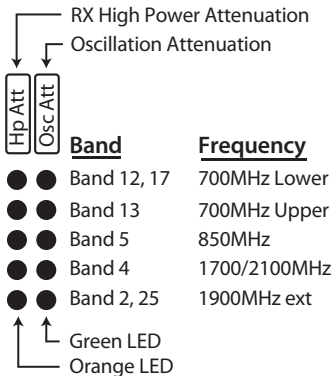 RX High Power Attenuation
Oscillation Attenuation
Hp Att
Osc Att
Band Frequency
Band 12, 17 700MHz Lower
Band 13 700MHz Upper
Band 5 850MHz
Band 4 1700/2100MHz
Band 2, 25 1900MHz ext
Green LED
Orange LED